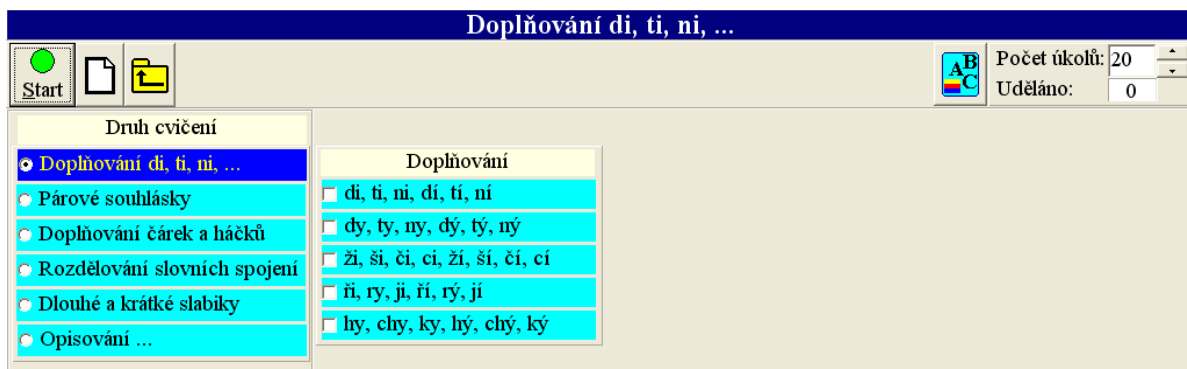 Doplňování di, ti, ni, ...
Start
Počet úkolů: 20
Uděláno: 0
ABC
Druh cvičení
Doplňování di, ti, ni, ...
Párové souhlásky
Doplňování čárek a háčků
Rozdělování slovních spojení
Dlouhé a krátké slabiky
Opisování ...
Doplňování
di, ti, ni, dí, tí, ní
dy, ty, ny, dý, tý, ný
ži, ši, či, ci, ží, ší, čí, cí
ři, ry, ji, ří, rý, jí
hy, chy, ky, hý, chý, ký